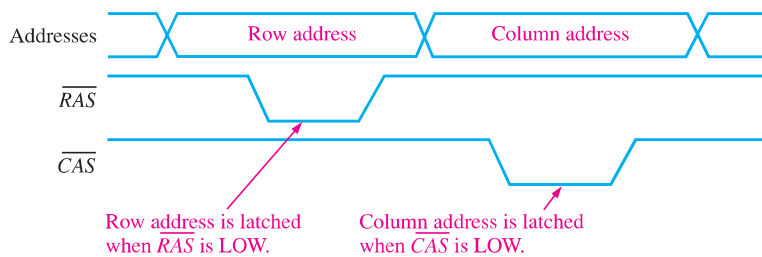 Addresses
Row address
Column address
RAS
CAS
Row address is latched
when RAS is LOW.
Column address is latched
when CAS is LOW.